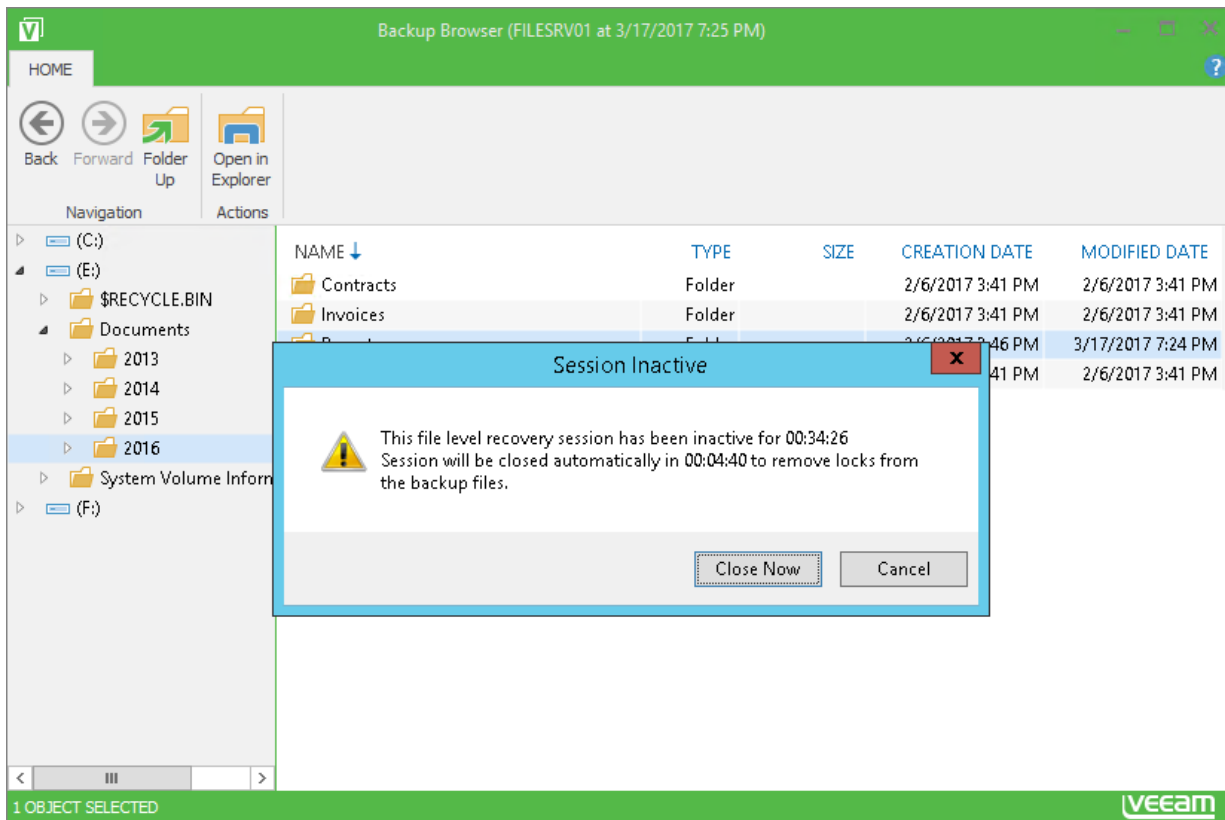 Backup Browser (FILESRV01 at 3/17/2017 7:25 PM)
HOME
?
Back Forward Folder Up Open in Explorer
Navigation Actions
(C:)
(E:)
$RECYCLE.BIN
Documents
2013
2014
2015
2016
System Volume Inform
(F:)
NAME TYPE SIZE CREATION DATE MODIFIED DATE
Contracts Folder 2/6/2017 3:41 PM 2/6/2017 3:41 PM
Invoices Folder 2/6/2017 3:41 PM 2/6/2017 3:41 PM
46 PM 3/17/2017 7:24 PM
41 PM 2/6/2017 3:41 PM
Session Inactive
x
This file level recovery session has been inactive for 00:34:26
Session will be closed automatically in 00:04:40 to remove locks from
the backup files.
Close Now Cancel
1 OBJECT SELECTED
veeam